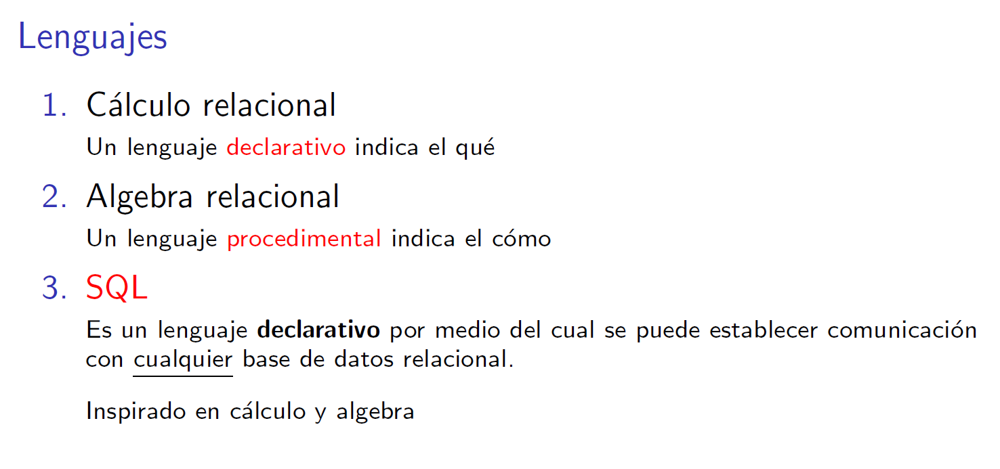 Lenguajes
1. Cálculo relacional
Un lenguaje declarativo indica el qué
2. Algebra relacional
Un lenguaje procedimental indica el cómo
3. SQL
Es un lenguaje declarativo por medio del cual se puede establecer comunicación
con cualquier base de datos relacional.
Inspirado en cálculo y algebra